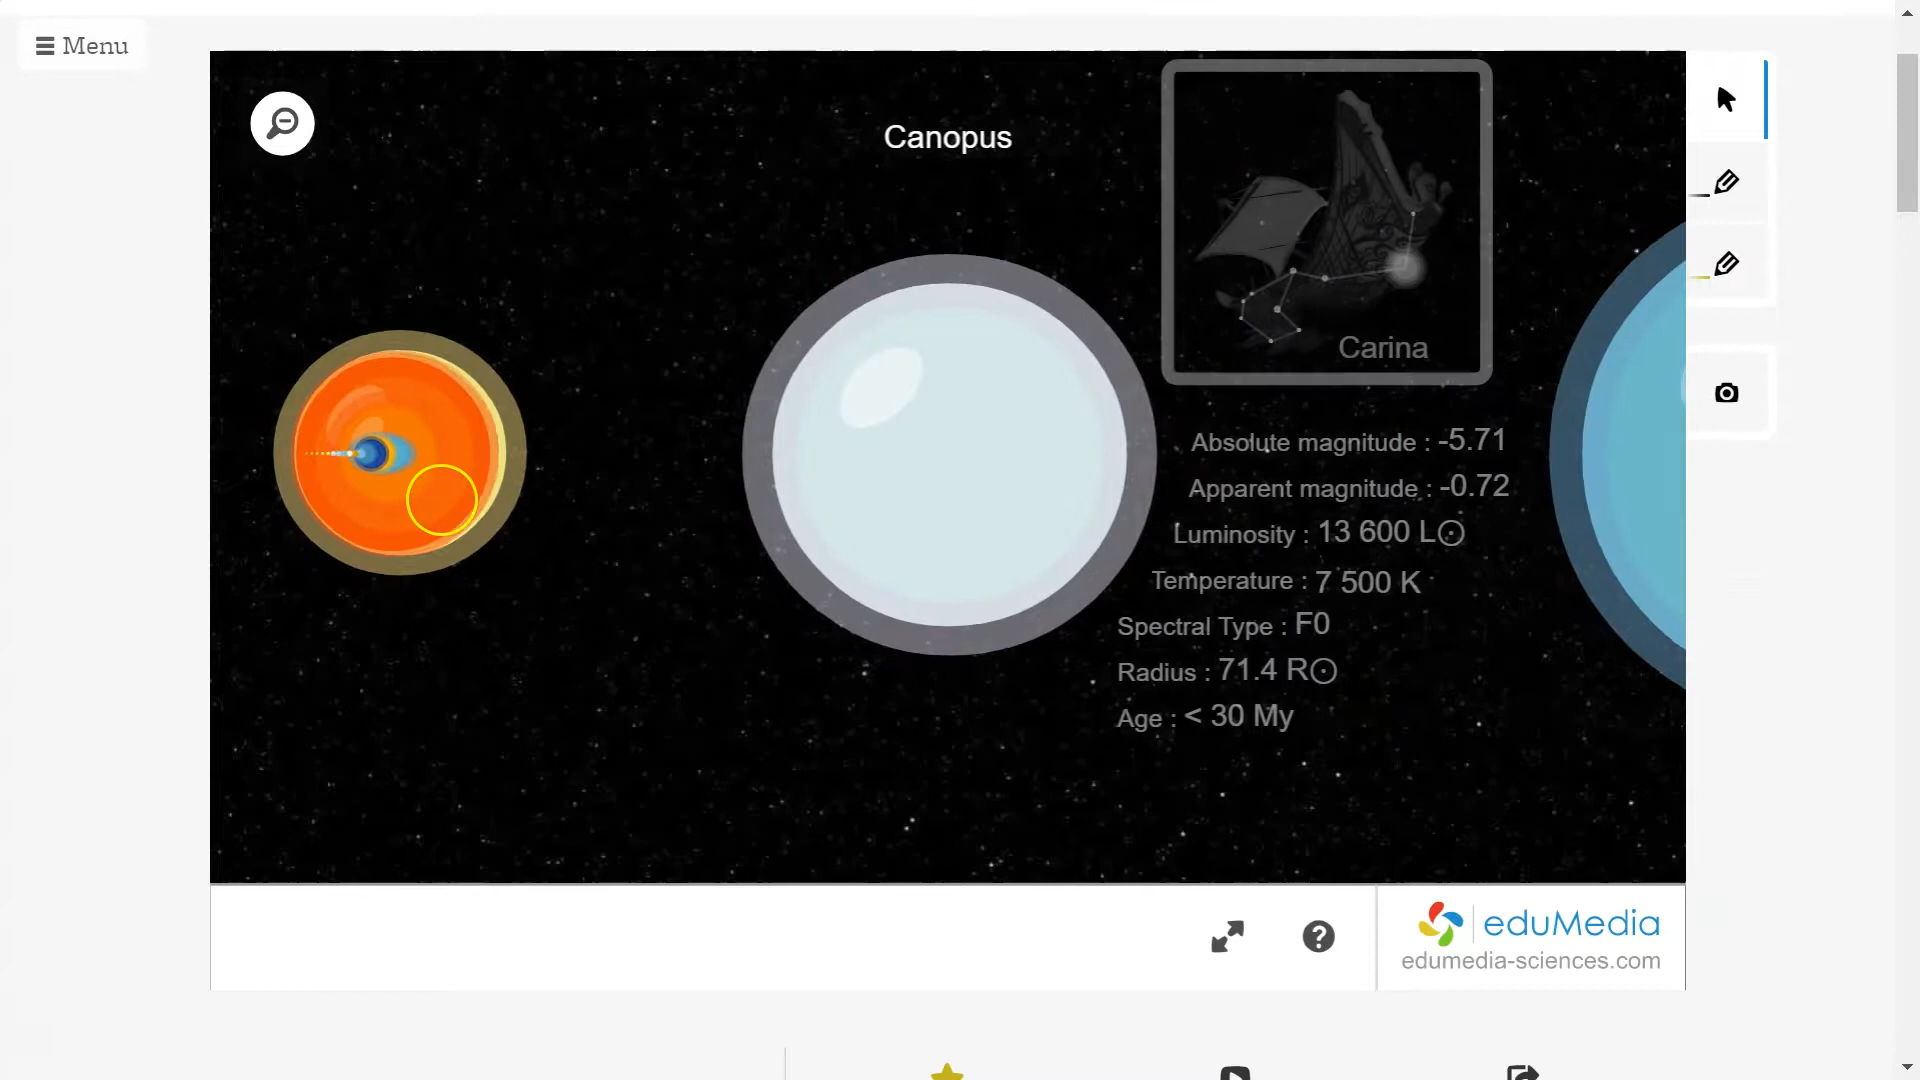 Menu
Canopus
Carina
Absolute magnitude : -5.71
Apparent magnitude : -0.72
Luminosity : 13 600 L☉
Temperature : 7 500 K
Spectral Type : F0
Radius : 71.4 R☉
Age : < 30 My
eduMedia
edumedia-sciences.com